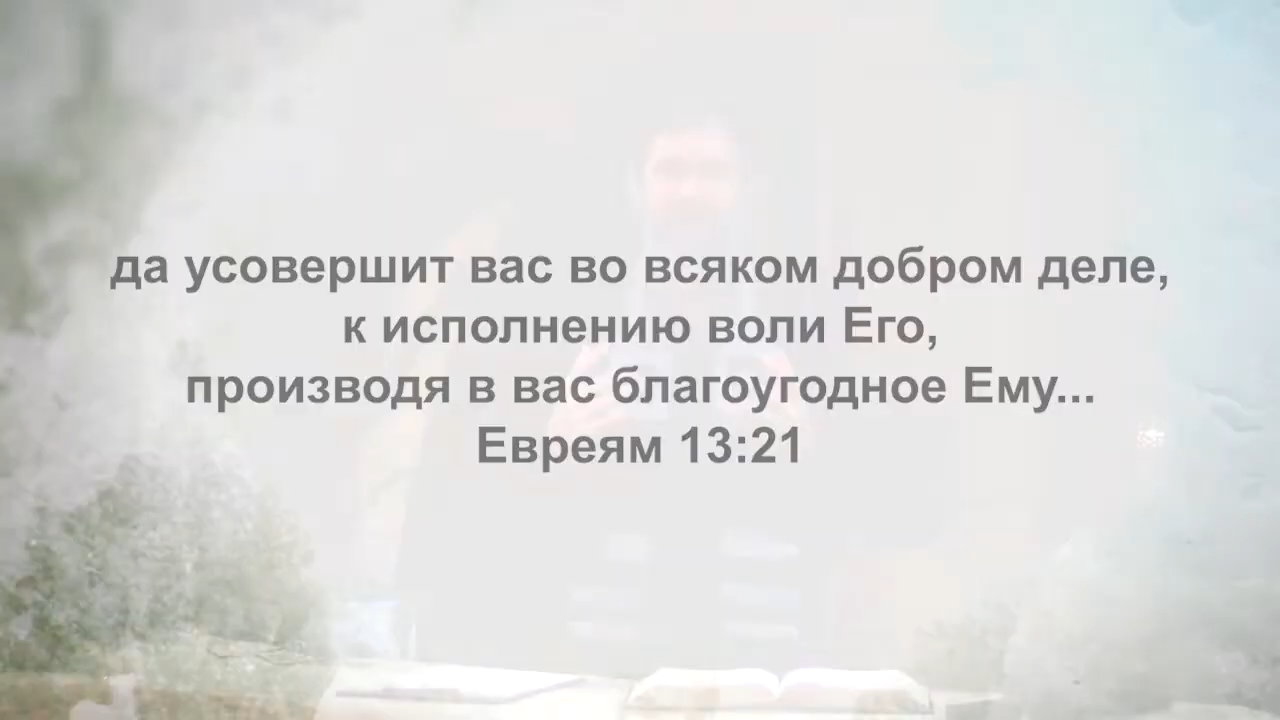 да усовершит вас во всяком добром деле,
к исполнению воли Его,
производя в вас благоугодное Ему...
Евреям 13:21